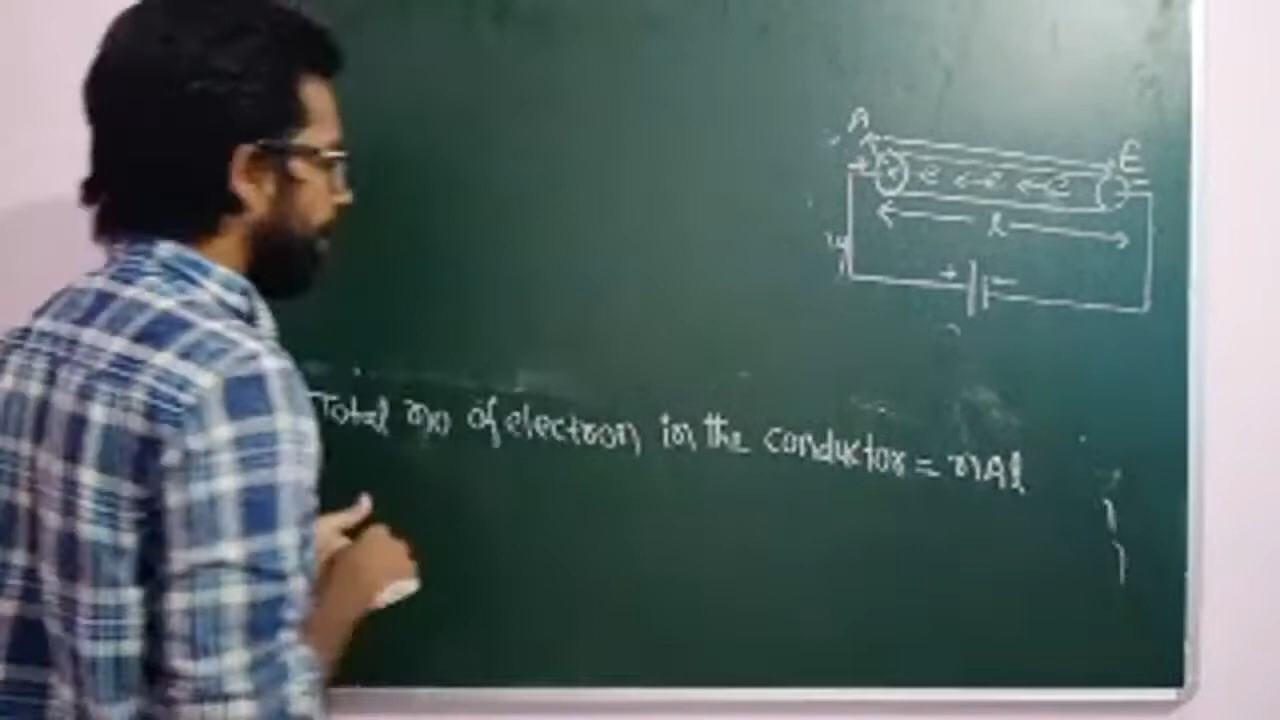 A
E
e ← e ← e
l
+ −
Total no of electron in the conductor = nAl